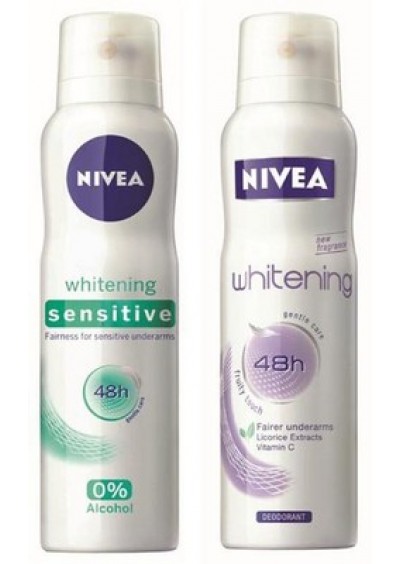 NIVEA
whitening
sensitive
Fairness for sensitive underarms
48h
0%
Alcohol
NIVEA
new
fragrance
whitening
Gentle care
48h
Fruity touch
Fairer underarms
Licorice Extracts
Vitamin C
DEODORANT